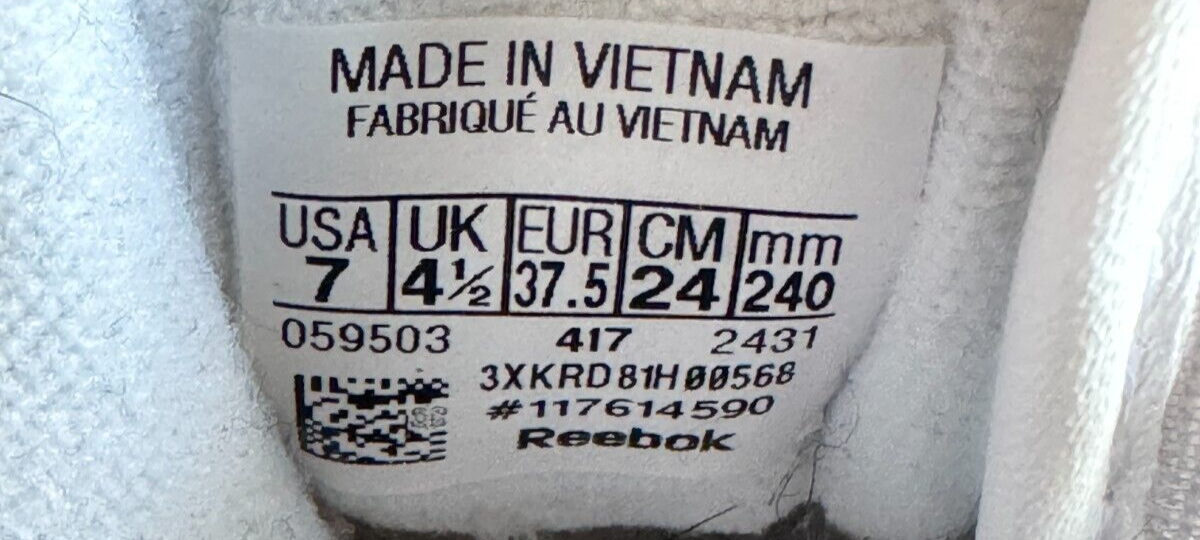 MADE IN VIETNAM
FABRIQUÉ AU VIETNAM
USA UK EUR CM mm
7 4½ 37.5 24 240
059503 417 2431
3XKRD81H00568
#117614590
Reebok